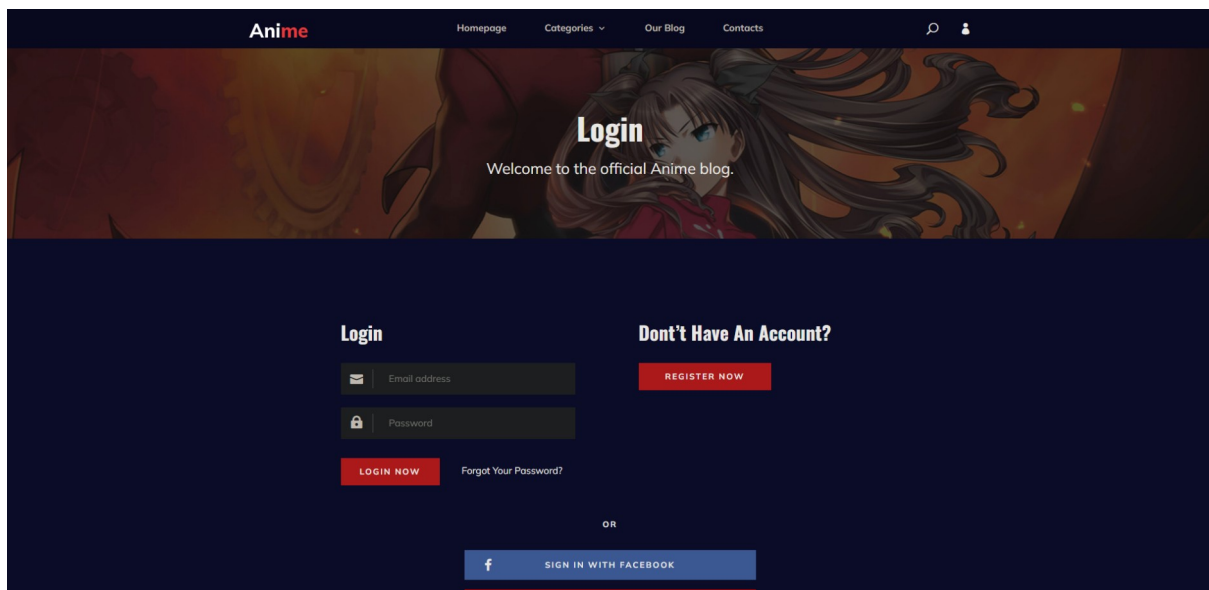 Anime
Homepage Categories Our Blog Contacts
Login
Welcome to the official Anime blog.
Login
Email address
Password
LOGIN NOW Forgot Your Password?
Dont't Have An Account?
REGISTER NOW
OR
f SIGN IN WITH FACEBOOK